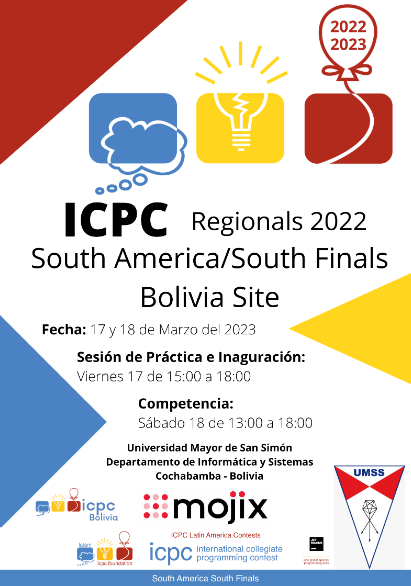 2022
2023
ICPC Regionals 2022
South America/South Finals
Bolivia Site
Fecha: 17 y 18 de Marzo del 2023
Sesión de Práctica e Inaguración:
Viernes 17 de 15:00 a 18:00
Competencia:
Sábado 18 de 13:00 a 18:00
Universidad Mayor de San Simón
Departamento de Informática y Sistemas
Cochabamba - Bolivia
UMSS
icpc
Bolivia
mojix
ICPC Latin America Contests
icpc.foundation
icpc international collegiate
programming contest
South America South Finals